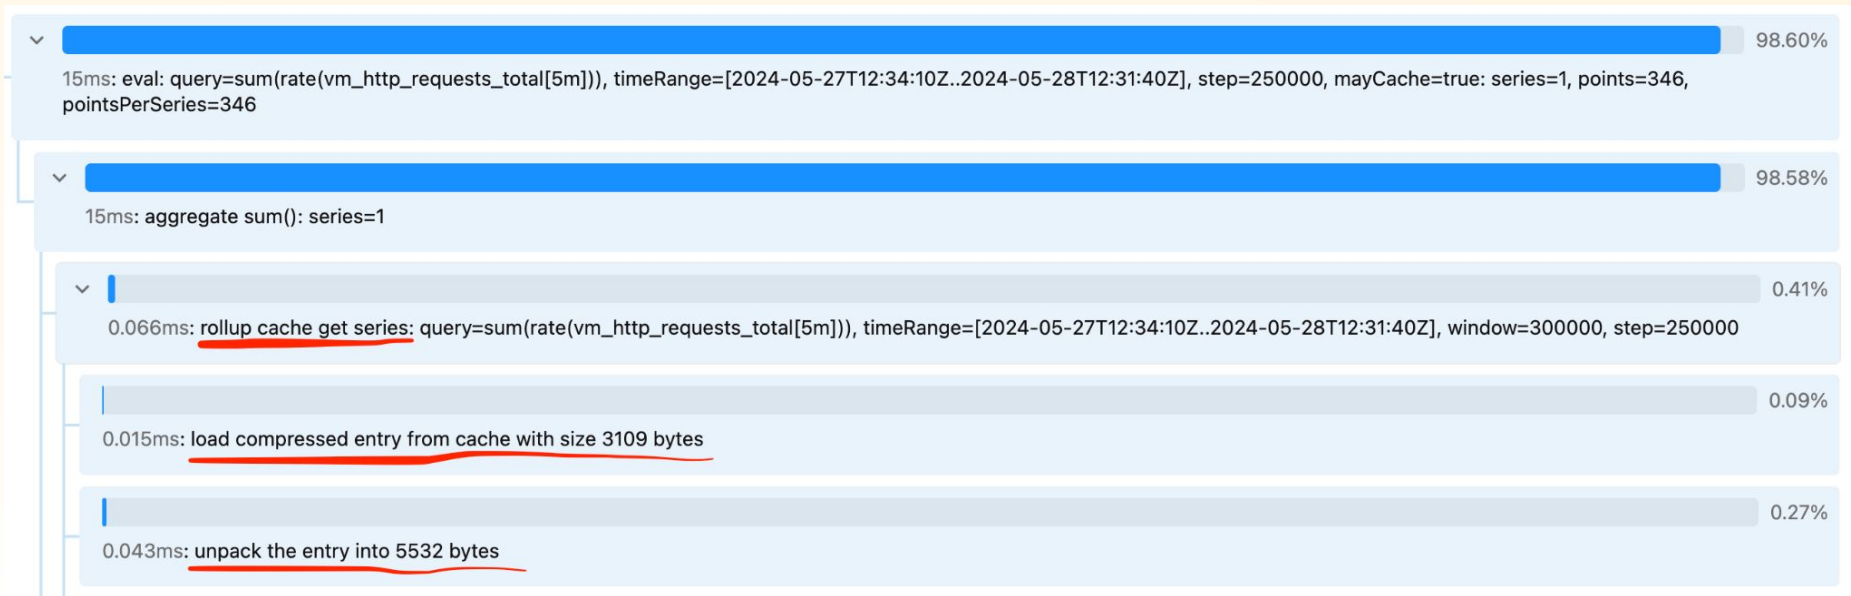 98.60%
15ms: eval: query=sum(rate(vm_http_requests_total[5m])), timeRange=[2024-05-27T12:34:10Z..2024-05-28T12:31:40Z], step=250000, mayCache=true: series=1, points=346,
pointsPerSeries=346
98.58%
15ms: aggregate sum(): series=1
0.41%
0.066ms: rollup cache get series: query=sum(rate(vm_http_requests_total[5m])), timeRange=[2024-05-27T12:34:10Z..2024-05-28T12:31:40Z], window=300000, step=250000
0.09%
0.015ms: load compressed entry from cache with size 3109 bytes
0.27%
0.043ms: unpack the entry into 5532 bytes